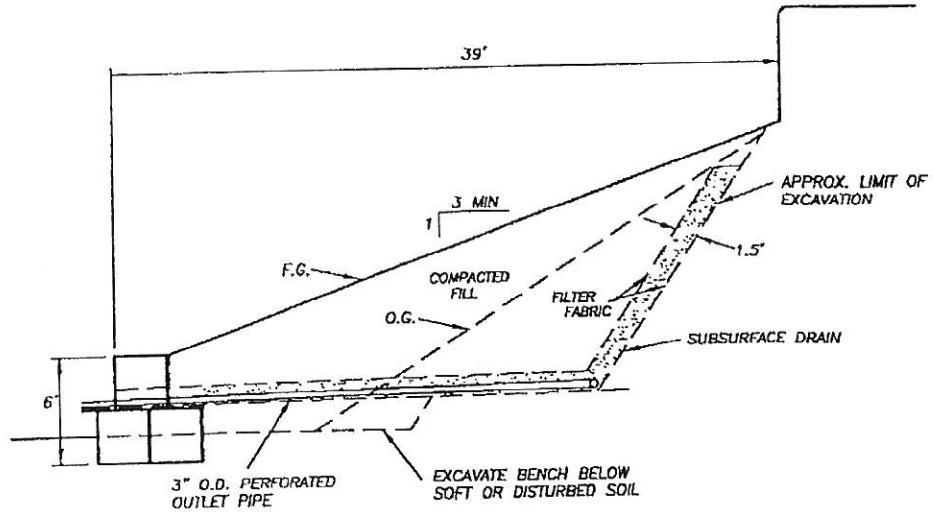 39'
3 MIN
1
APPROX. LIMIT OF
EXCAVATION
1.5'
F.G.
COMPACTED
FILL
FILTER
FABRIC
O.G.
SUBSURFACE DRAIN
6'
3" O.D. PERFORATED
OUTLET PIPE
EXCAVATE BENCH BELOW
SOFT OR DISTURBED SOIL